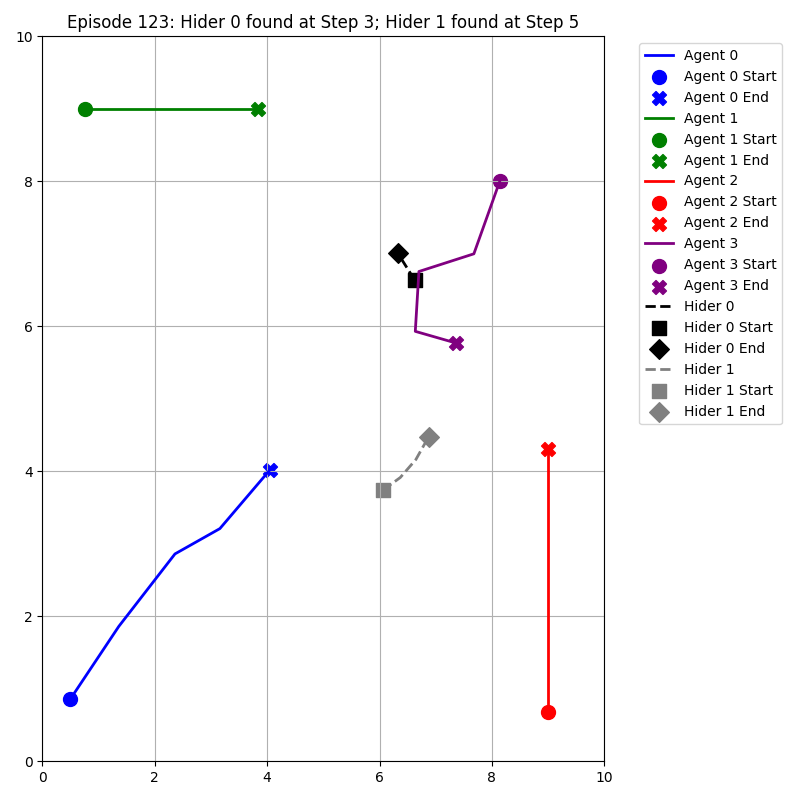 Episode 123: Hider 0 found at Step 3; Hider 1 found at Step 5
10
8
6
4
2
0
0 2 4 6 8 10
Agent 0
Agent 0 Start
Agent 0 End
Agent 1
Agent 1 Start
Agent 1 End
Agent 2
Agent 2 Start
Agent 2 End
Agent 3
Agent 3 Start
Agent 3 End
Hider 0
Hider 0 Start
Hider 0 End
Hider 1
Hider 1 Start
Hider 1 End